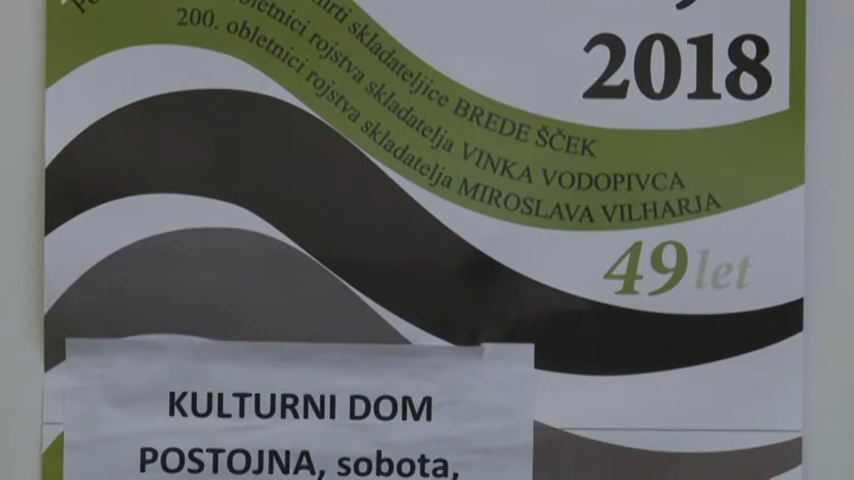 2018
smrti skladateljice BREDE ŠČEK
obletnici rojstva skladatelja VINKA VODOPIVCA
200. obletnici rojstva skladatelja MIROSLAVA VILHARJA
49 let
KULTURNI DOM
POSTOJNA, sobota,